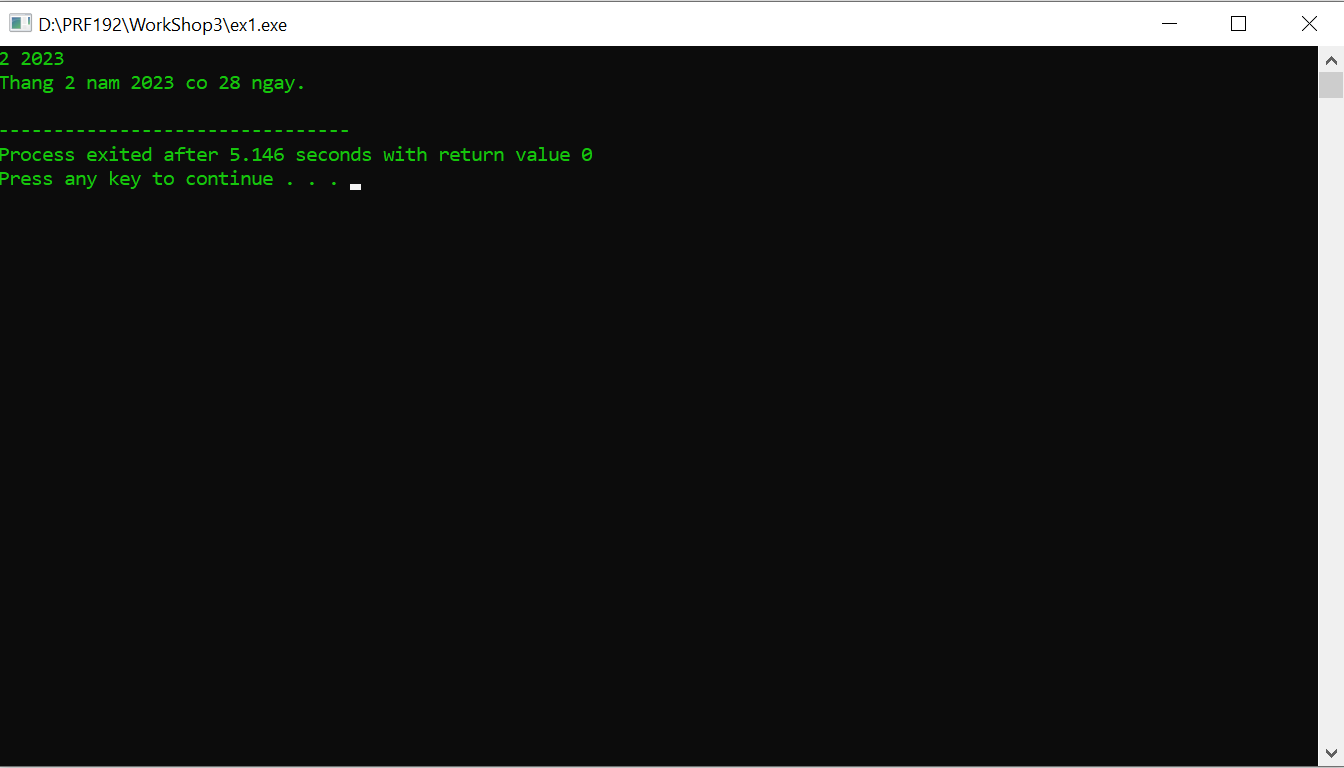 D:\PRF192\WorkShop3\ex1.exe
2 2023
Thang 2 nam 2023 co 28 ngay.
--------------------------------
Process exited after 5.146 seconds with return value 0
Press any key to continue . . .